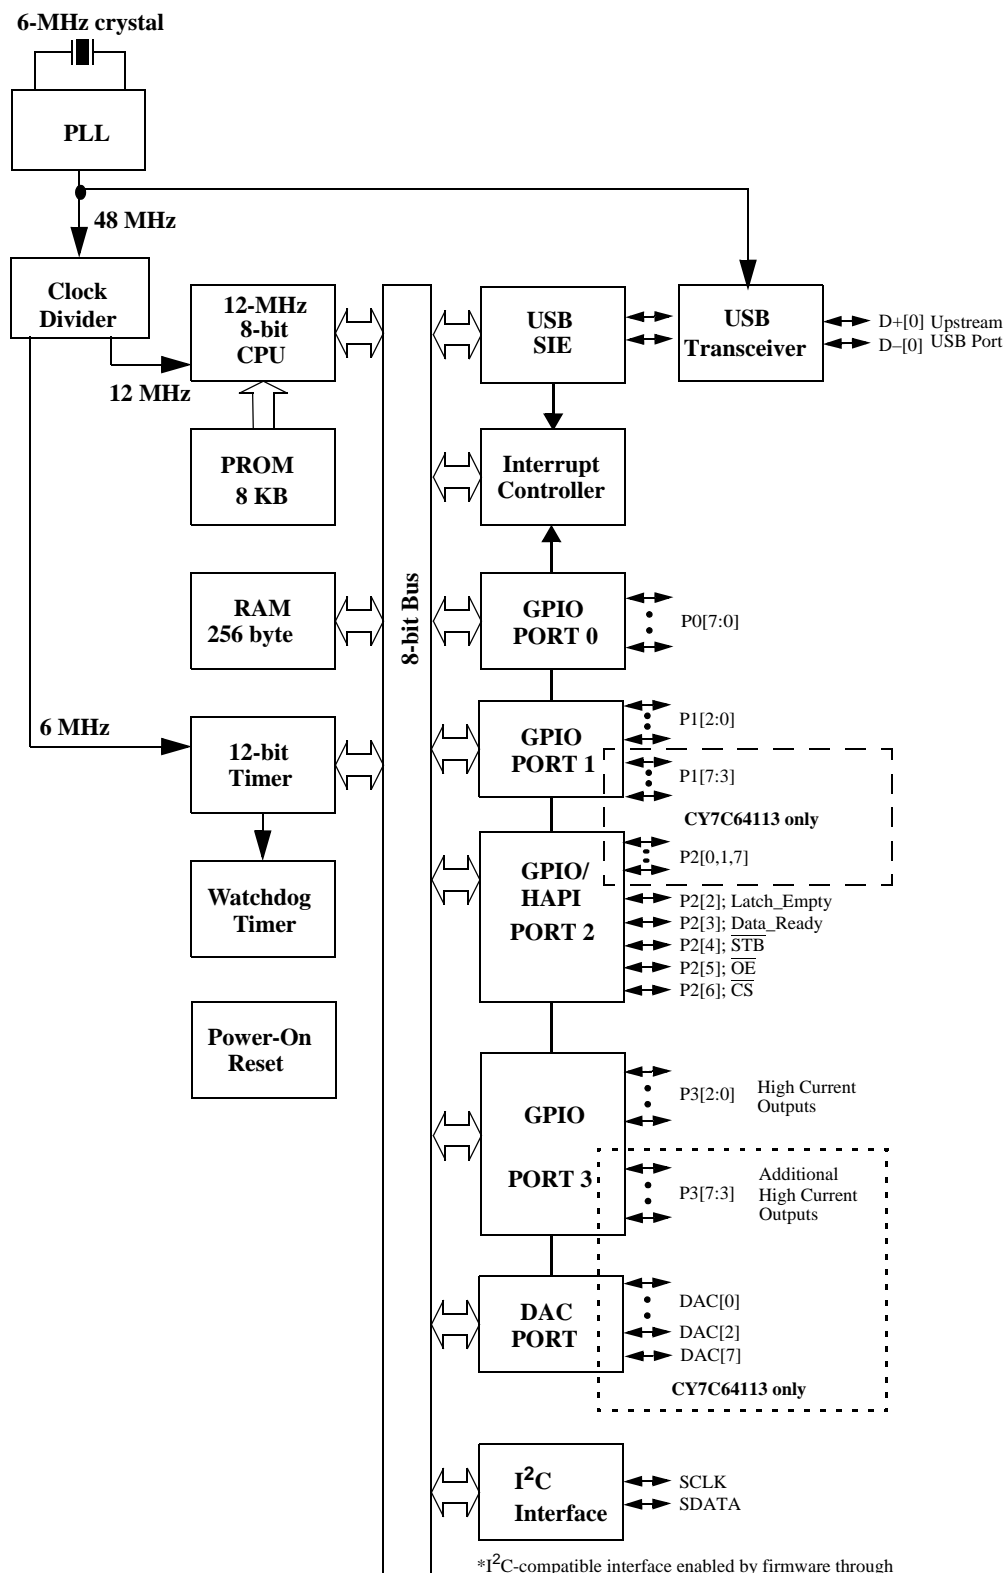 6-MHz crystal
PLL
48 MHz
Clock
Divider
12-MHz
8-bit
CPU
12 MHz
USB
SIE
USB
Transceiver
D+[0] Upstream
D–[0] USB Port
PROM
8 KB
Interrupt
Controller
8-bit Bus
RAM
256 byte
GPIO
PORT 0
P0[7:0]
6 MHz
12-bit
Timer
GPIO
PORT 1
P1[2:0]
P1[7:3]
CY7C64113 only
P2[0,1,7]
Watchdog
Timer
GPIO/
HAPI
PORT 2
P2[2]; Latch_Empty
P2[3]; Data_Ready
P2[4]; S̅T̅B̅
P2[5]; O̅E̅
P2[6]; C̅S̅
Power-On
Reset
GPIO
PORT 3
P3[2:0]
High Current
Outputs
P3[7:3]
Additional
High Current
Outputs
DAC
PORT
DAC[0]
DAC[2]
DAC[7]
CY7C64113 only
I²C
Interface
SCLK
SDATA
*I²C-compatible interface enabled by firmware through